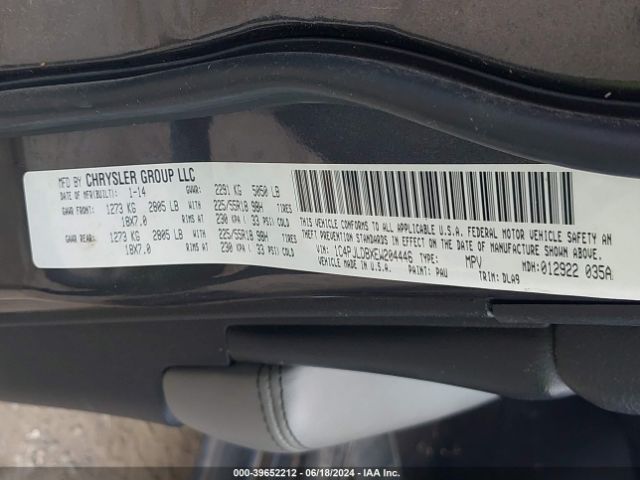 MFD BY CHRYSLER GROUP LLC
DATE OF MFR(BUILT): 1-14 GVWR: 2291 KG 5050 LB
GAWR FRONT: 1273 KG 2805 LB WITH 225/55R18 98H TIRES
18X7.0 RIMS AT 230 KPA ( 33 PSI) COLD
GAWR REAR: 1273 KG 2805 LB WITH 225/55R18 98H TIRES
18X7.0 RIMS AT 230 KPA ( 33 PSI) COLD
THIS VEHICLE CONFORMS TO ALL APPLICABLE U.S.A. FEDERAL MOTOR VEHICLE SAFETY AN
THEFT PREVENTION STANDARDS IN EFFECT ON THE DATE OF MANUFACTURE SHOWN ABOVE.
VIN: 1C4PJLDBXEW204446 TYPE: MPV MDH: 012922 035A
PAINT: PAU TRIM: DLA9
000-39652212 - 06/18/2024 - IAA Inc.